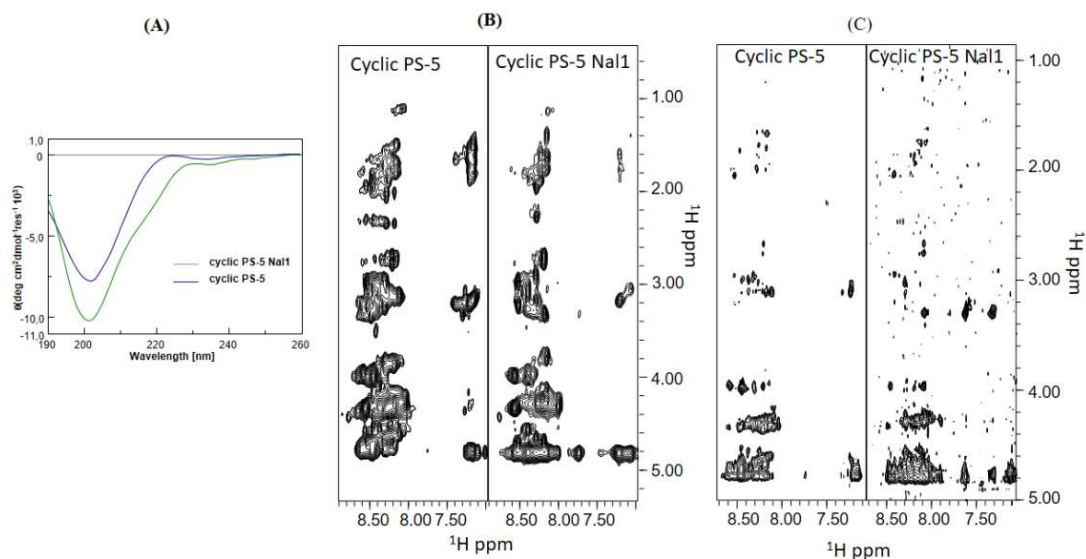 (A)
1,0
0
-5,0
-10,0
-11,0
190 200 220 240 260
Wavelength [nm]
θ(deg cm²dmol⁻¹res⁻¹ 10³)
cyclic PS-5 Nal1
cyclic PS-5
(B)
Cyclic PS-5
Cyclic PS-5 Nal1
1.00
2.00
3.00
4.00
5.00
¹H ppm
8.50 8.00 7.50
8.50 8.00 7.50
¹H ppm
(C)
Cyclic PS-5
Cyclic PS-5 Nal1
1.00
2.00
3.00
4.00
5.00
¹H ppm
8.50 8.00 7.50
8.50 8.00 7.50
¹H ppm